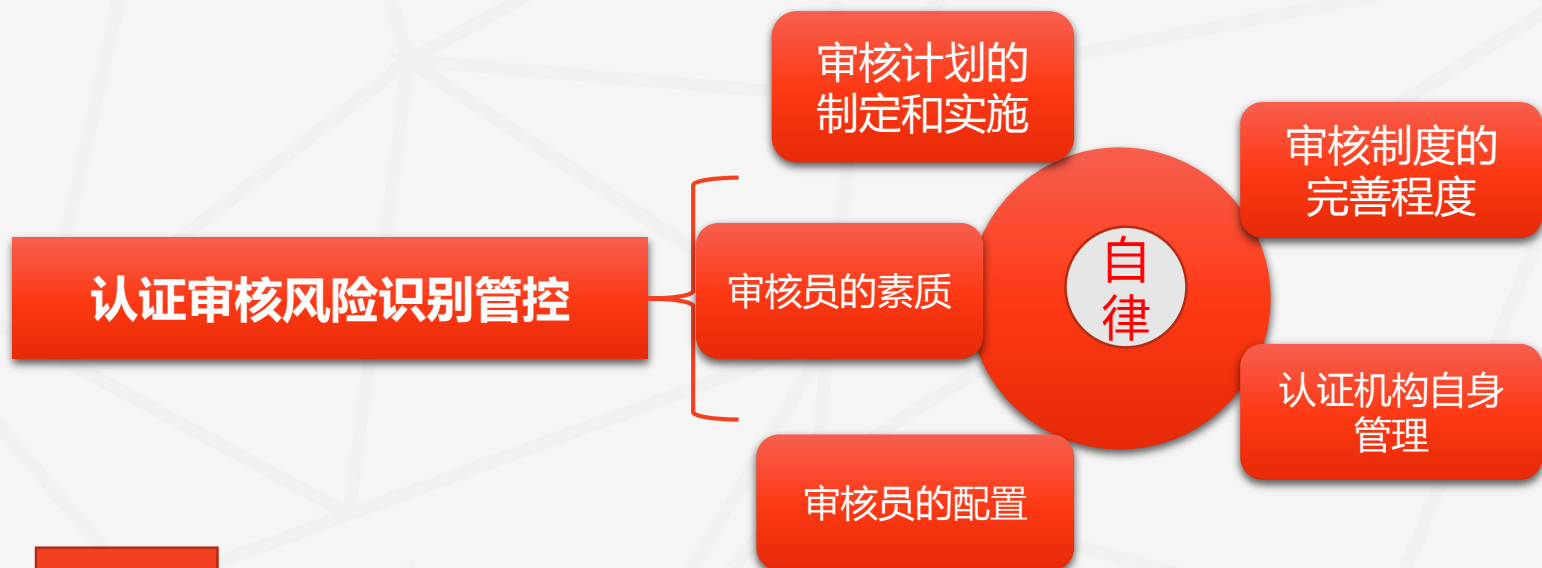 审核计划的
制定和实施
审核制度的
完善程度
认证审核风险识别管控
审核员的素质
自
律
认证机构自身
管理
审核员的配置